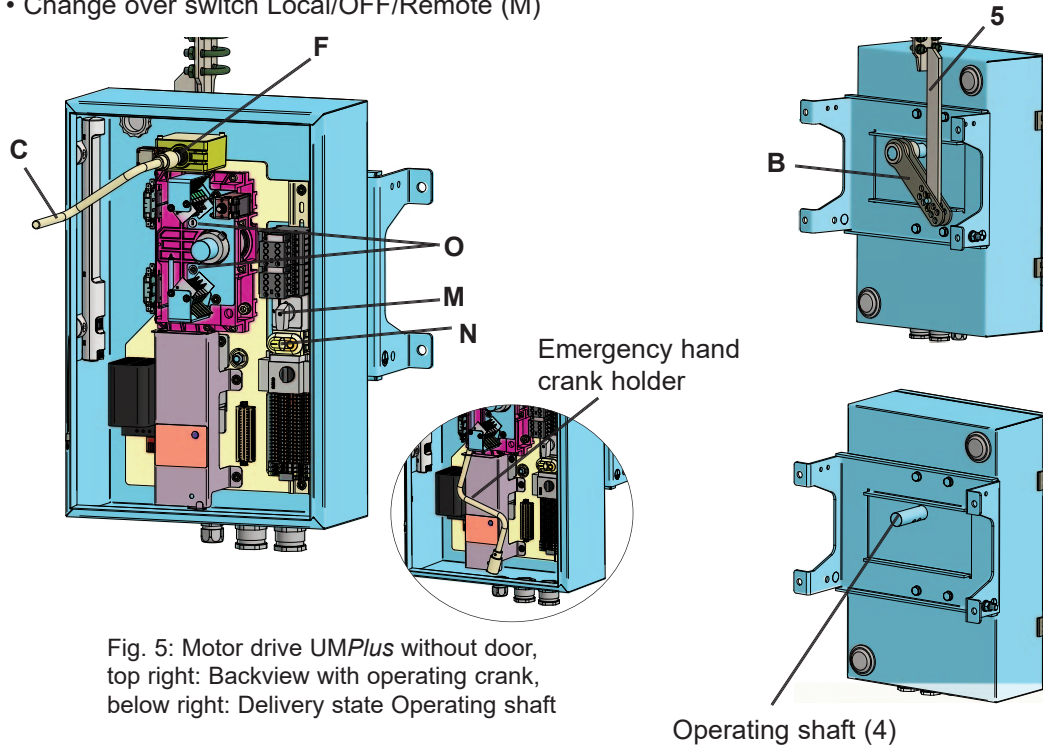 • Change over switch Local/OFF/Remote (M)
5
F
C
B
O
M
N
Emergency hand
crank holder
Fig. 5: Motor drive UMPlus without door,
top right: Backview with operating crank,
below right: Delivery state Operating shaft
Operating shaft (4)